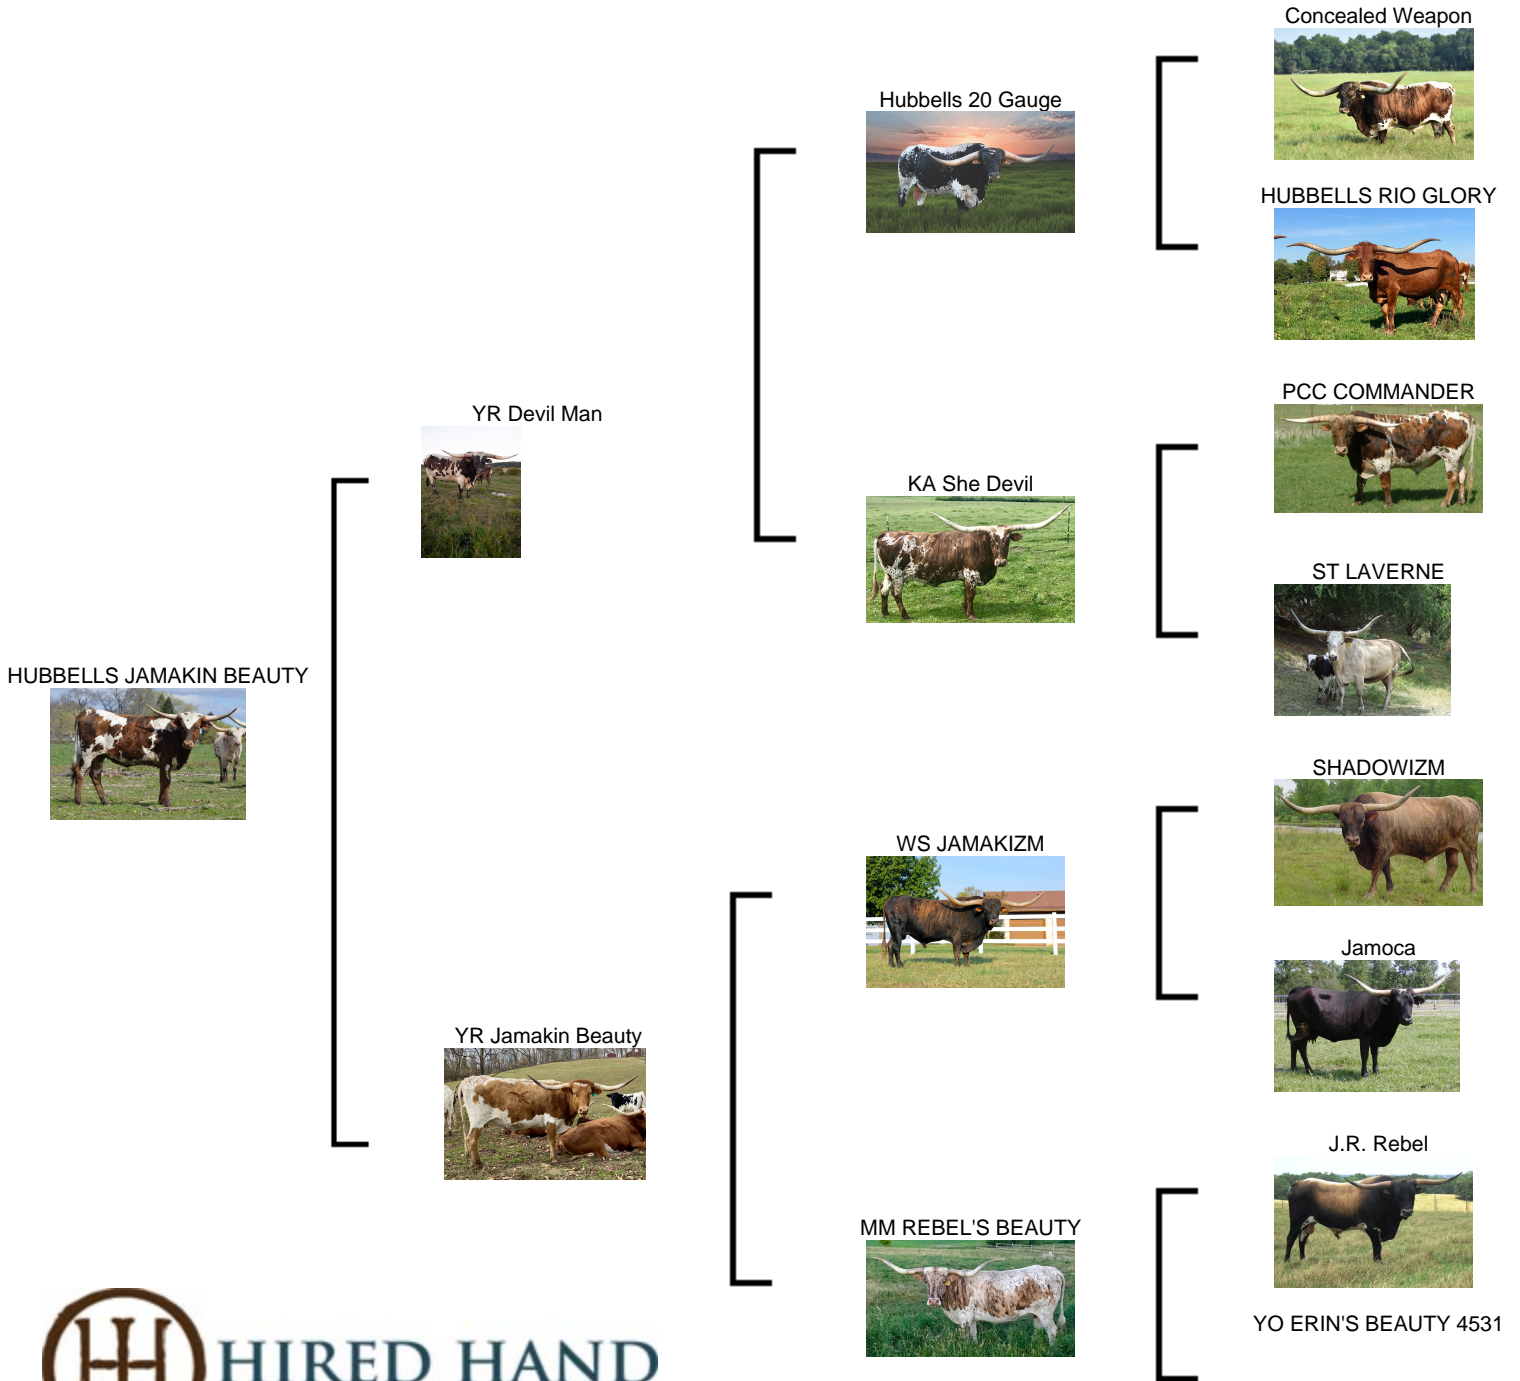 Concealed Weapon
Hubbells 20 Gauge
HUBBELLS RIO GLORY
PCC COMMANDER
YR Devil Man
KA She Devil
ST LAVERNE
HUBBELLS JAMAKIN BEAUTY
SHADOWIZM
WS JAMAKIZM
Jamoca
YR Jamakin Beauty
J.R. Rebel
MM REBEL'S BEAUTY
YO ERIN'S BEAUTY 4531
HIRED HAND